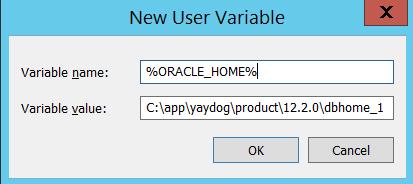 New User Variable
X
Variable name: %ORACLE_HOME%
Variable value: C:\app\yaydog\product\12.2.0\dbhome_1
OK Cancel